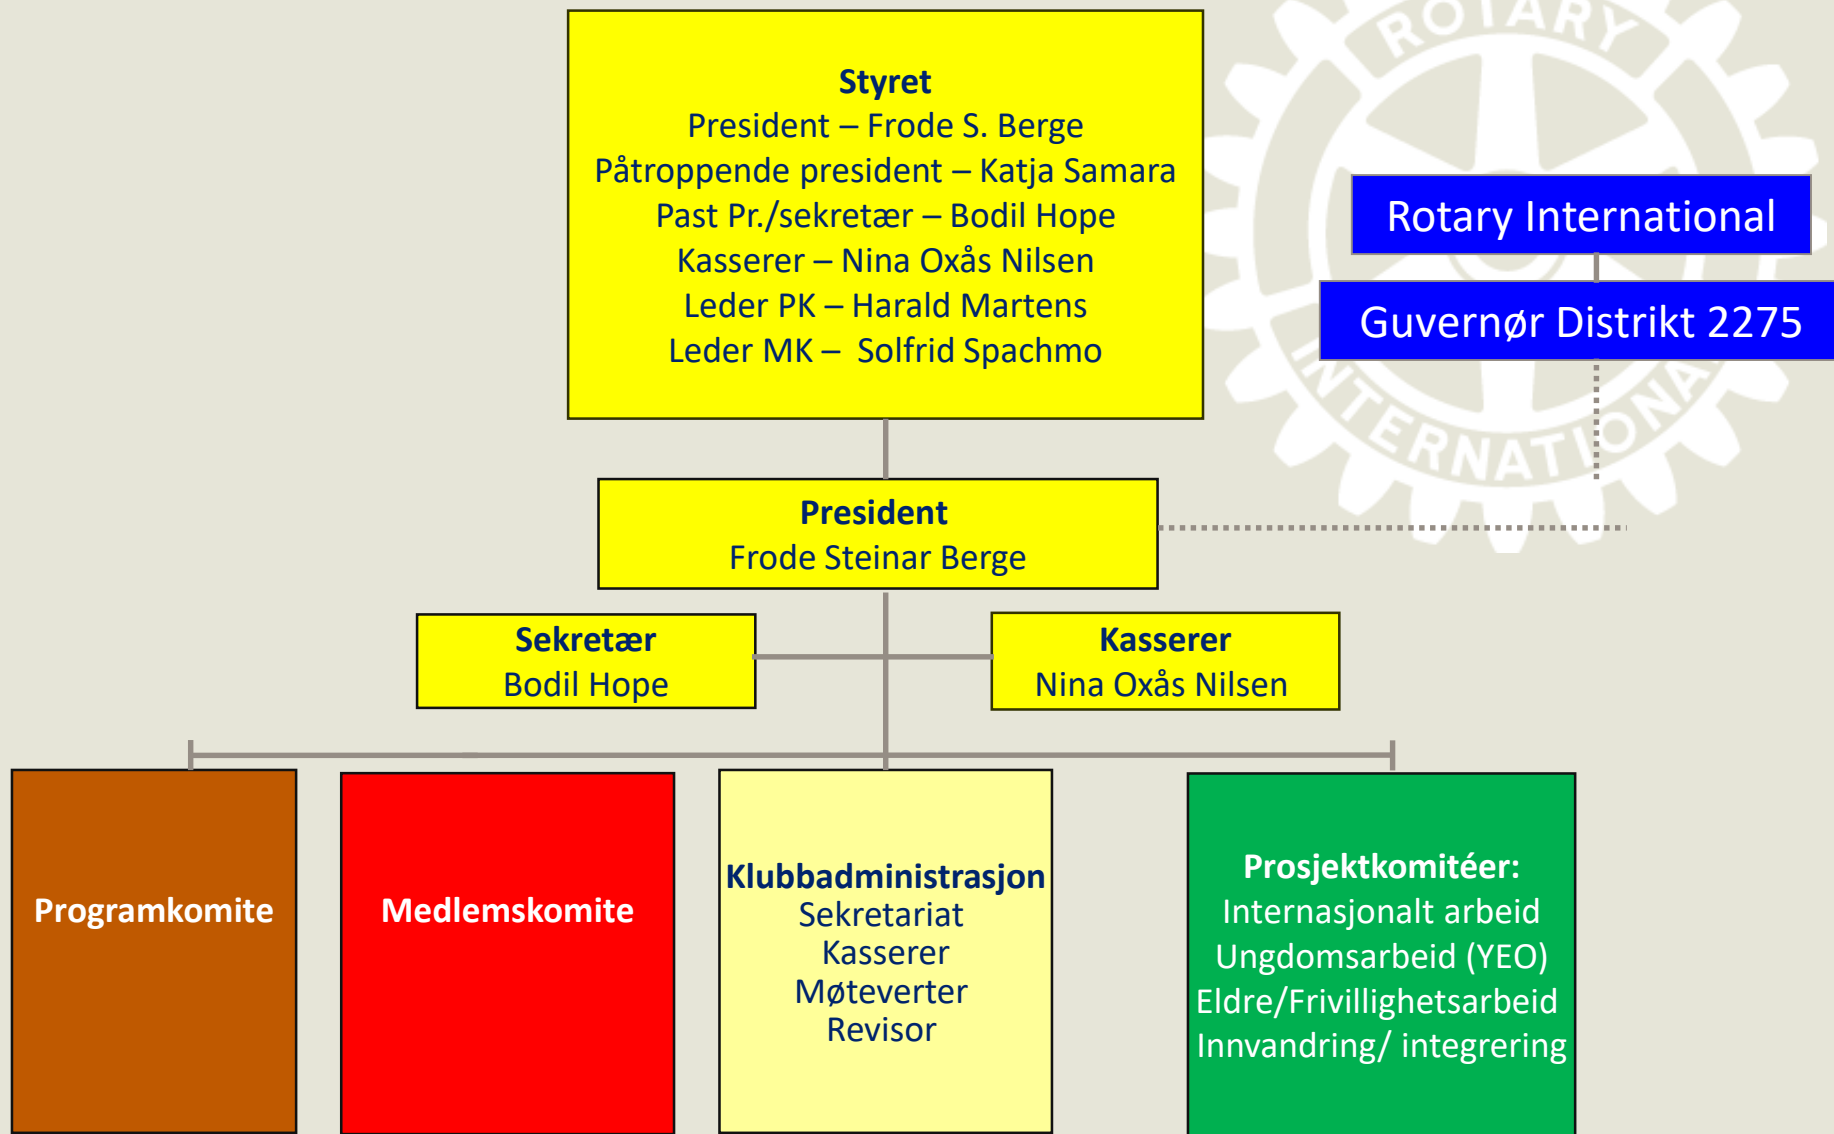 ROTARY
INTERNATIONAL
Styret
President – Frode S. Berge
Påtroppende president – Katja Samara
Past Pr./sekretær – Bodil Hope
Kasserer – Nina Oxås Nilsen
Leder PK – Harald Martens
Leder MK – Solfrid Spachmo
Rotary International
Guvernør Distrikt 2275
President
Frode Steinar Berge
Sekretær
Bodil Hope
Kasserer
Nina Oxås Nilsen
Programkomite
Medlemskomite
Klubbadministrasjon
Sekretariat
Kasserer
Møteverter
Revisor
Prosjektkomitéer:
Internasjonalt arbeid
Ungdomsarbeid (YEO)
Eldre/Frivillighetsarbeid
Innvandring/ integrering